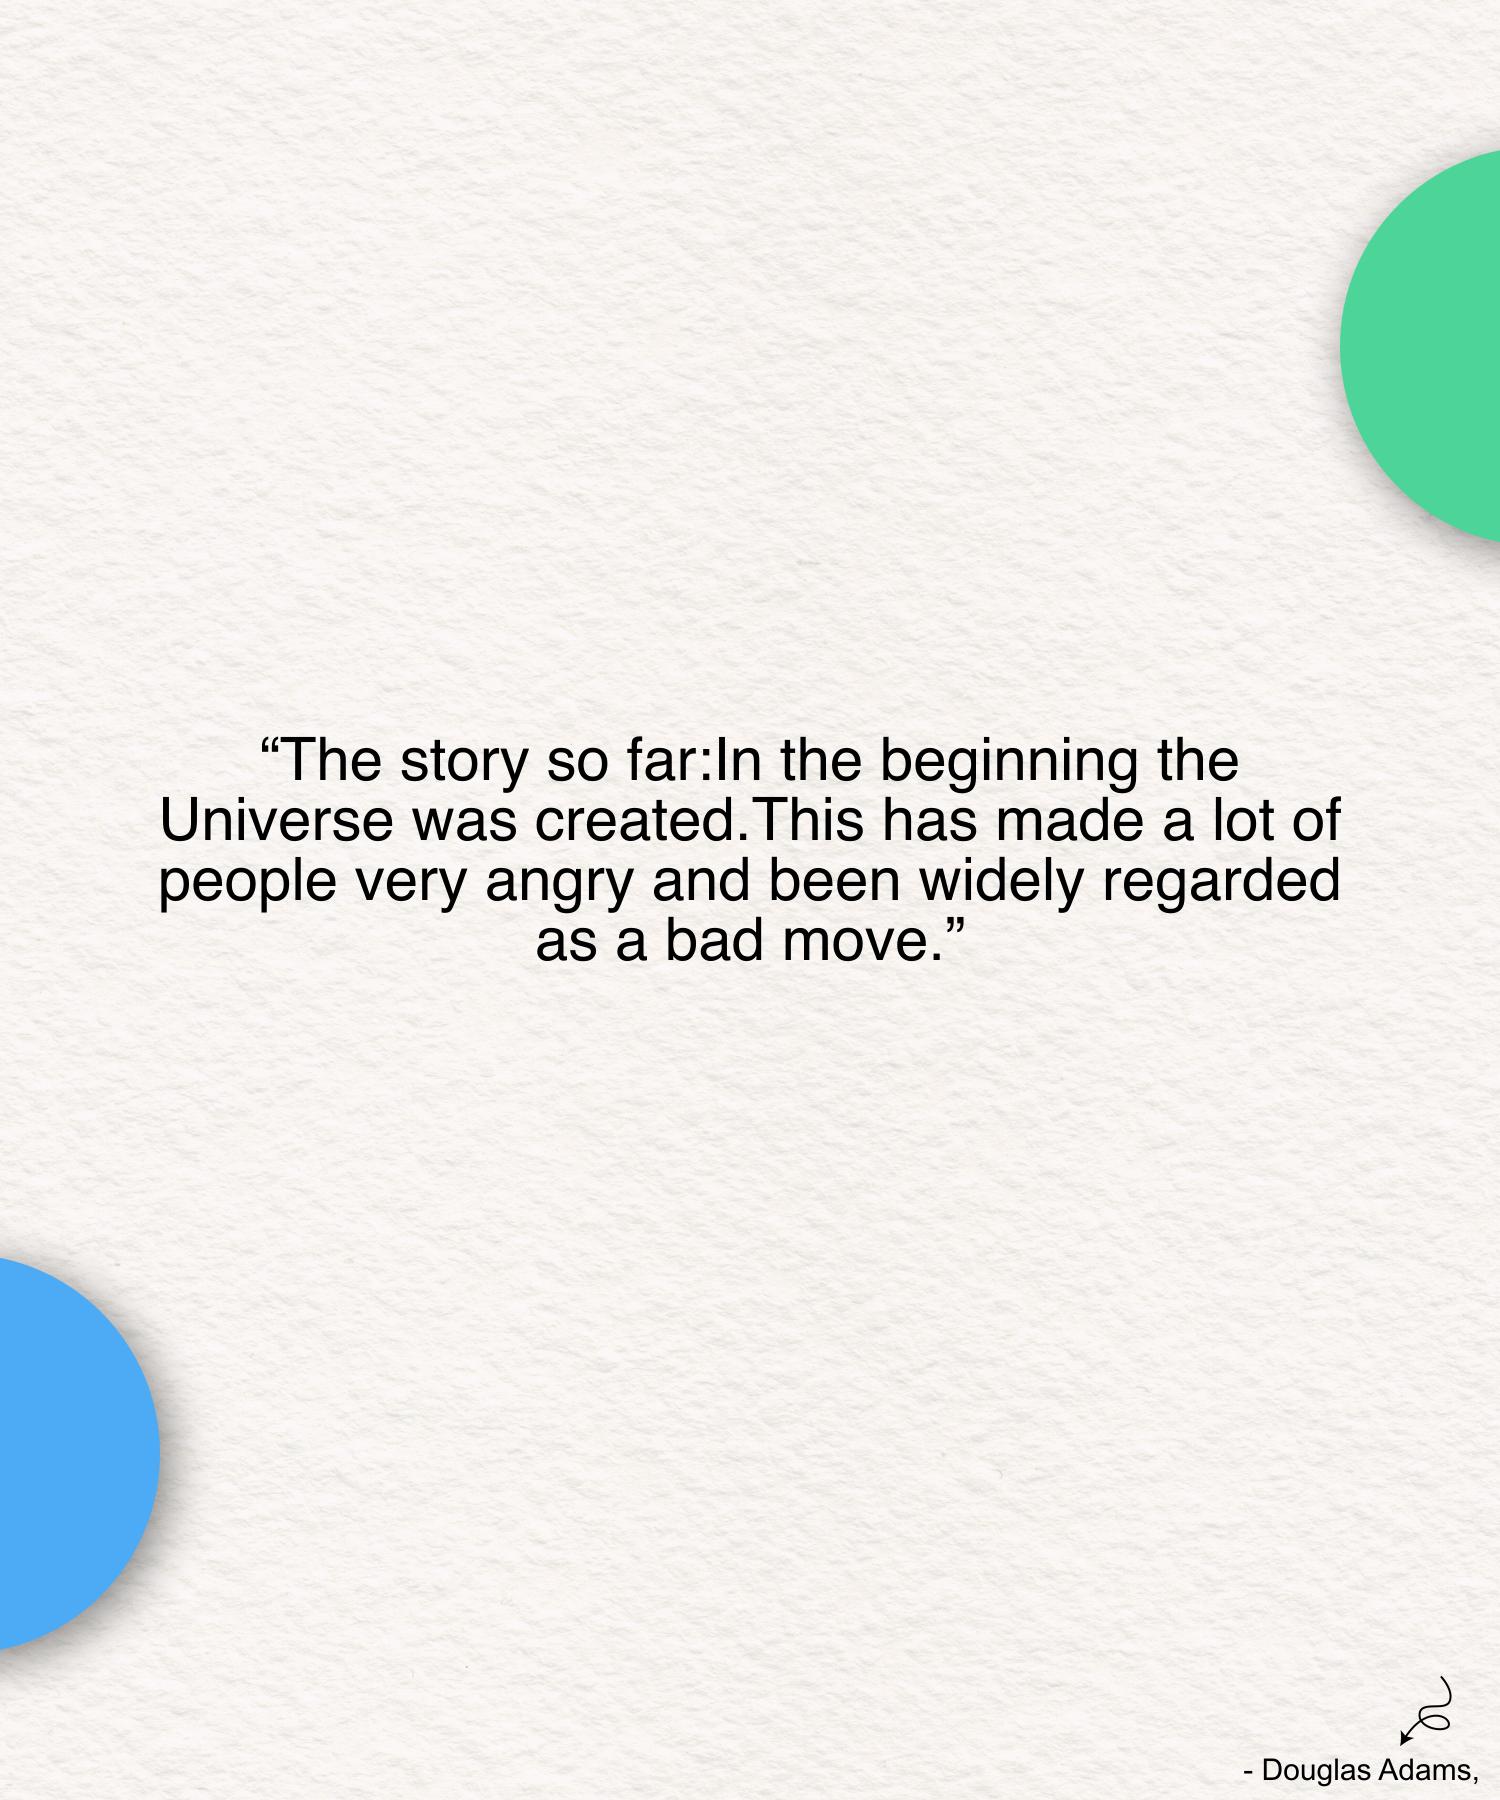 “The story so far:In the beginning the
Universe was created.This has made a lot of
people very angry and been widely regarded
as a bad move.”
- Douglas Adams,